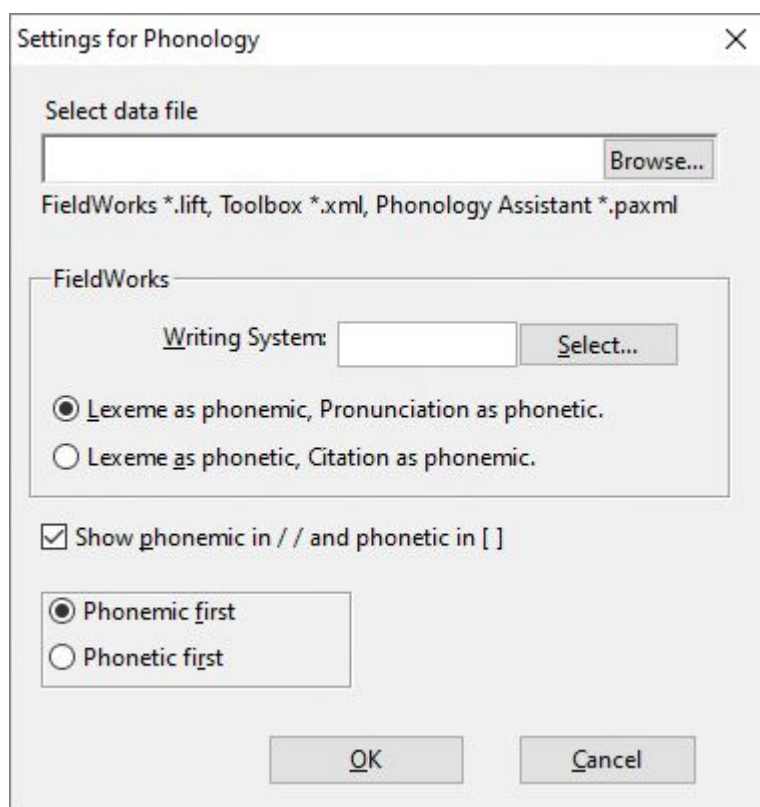 Settings for Phonology
Select data file
Browse...
FieldWorks *.lift, Toolbox *.xml, Phonology Assistant *.paxml
FieldWorks
Writing System:
Select...
Lexeme as phonemic, Pronunciation as phonetic.
Lexeme as phonetic, Citation as phonemic.
Show phonemic in / / and phonetic in [ ]
Phonemic first
Phonetic first
OK
Cancel